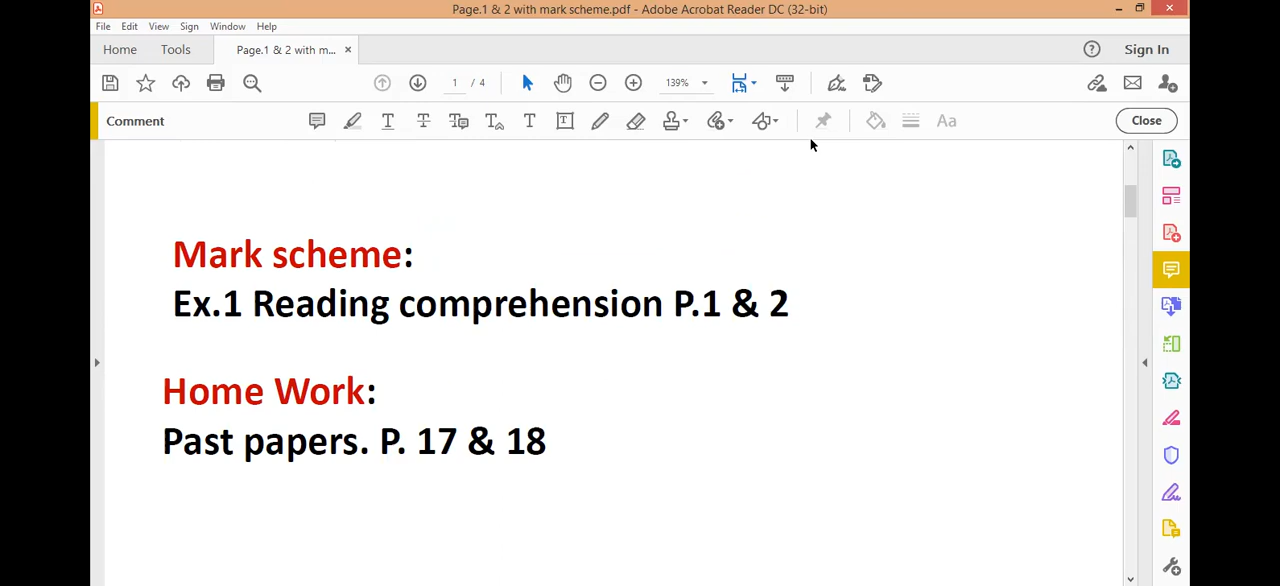 Page.1 & 2 with mark scheme.pdf - Adobe Acrobat Reader DC (32-bit)
File Edit View Sign Window Help
Home Tools Page.1 & 2 with m... × Sign In
1 / 4 139%
Comment Aa Close
Mark scheme:
Ex.1 Reading comprehension P.1 & 2
Home Work:
Past papers. P. 17 & 18